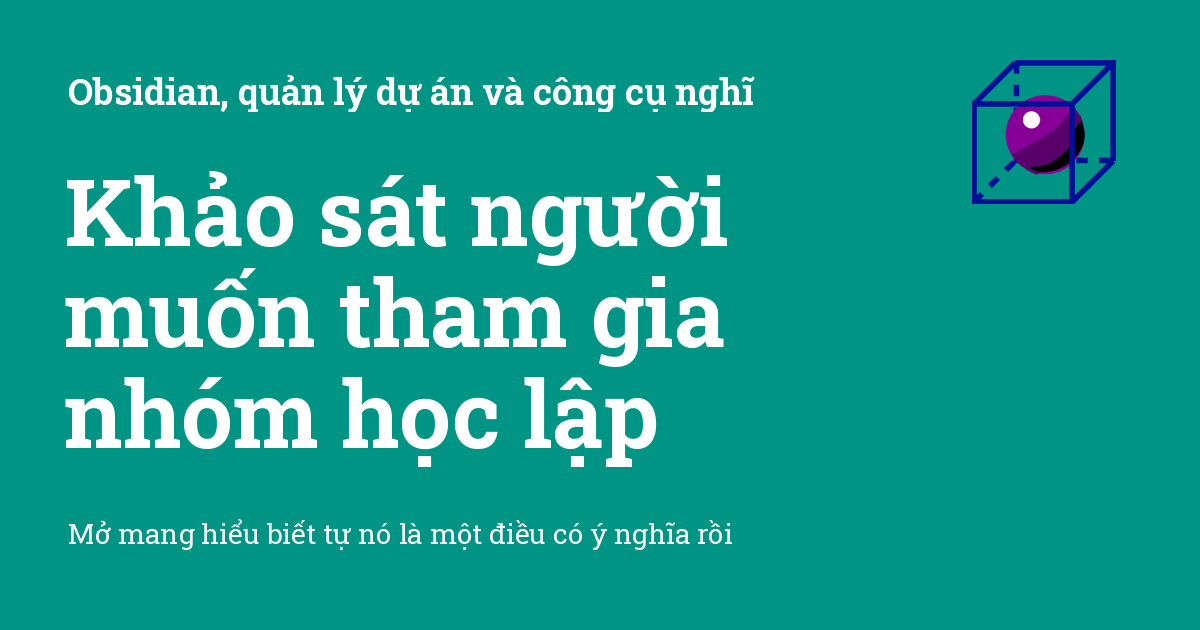 Obsidian, quản lý dự án và công cụ nghĩ
Khảo sát người
muốn tham gia
nhóm học lập
Mở mang hiểu biết tự nó là một điều có ý nghĩa rồi